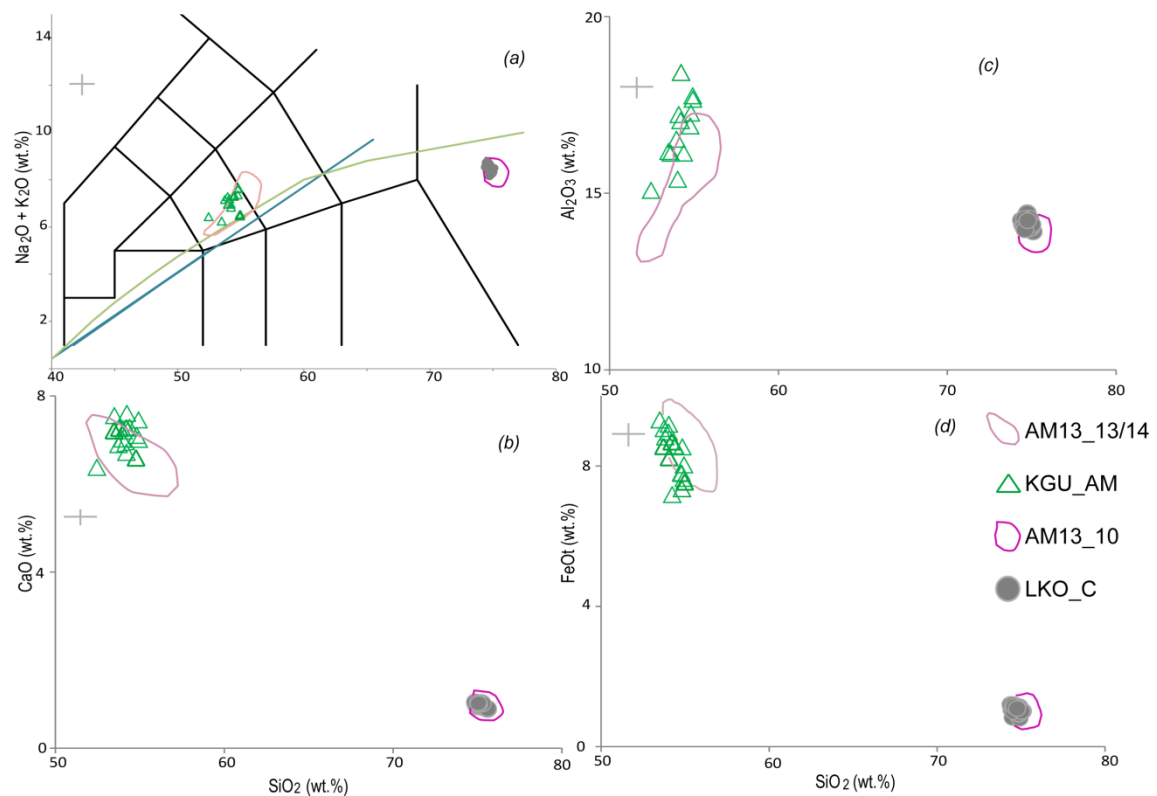 14
10
6
2
Na2O + K2O (wt.%)
(a)
40
50
60
70
80
20
15
10
Al2O3 (wt.%)
(c)
50
60
70
80
8
4
0
CaO (wt.%)
(b)
50
60
70
80
SiO2 (wt.%)
8
4
0
FeOt (wt.%)
(d)
50
60
70
80
SiO2 (wt.%)
AM13_13/14
KGU_AM
AM13_10
LKO_C